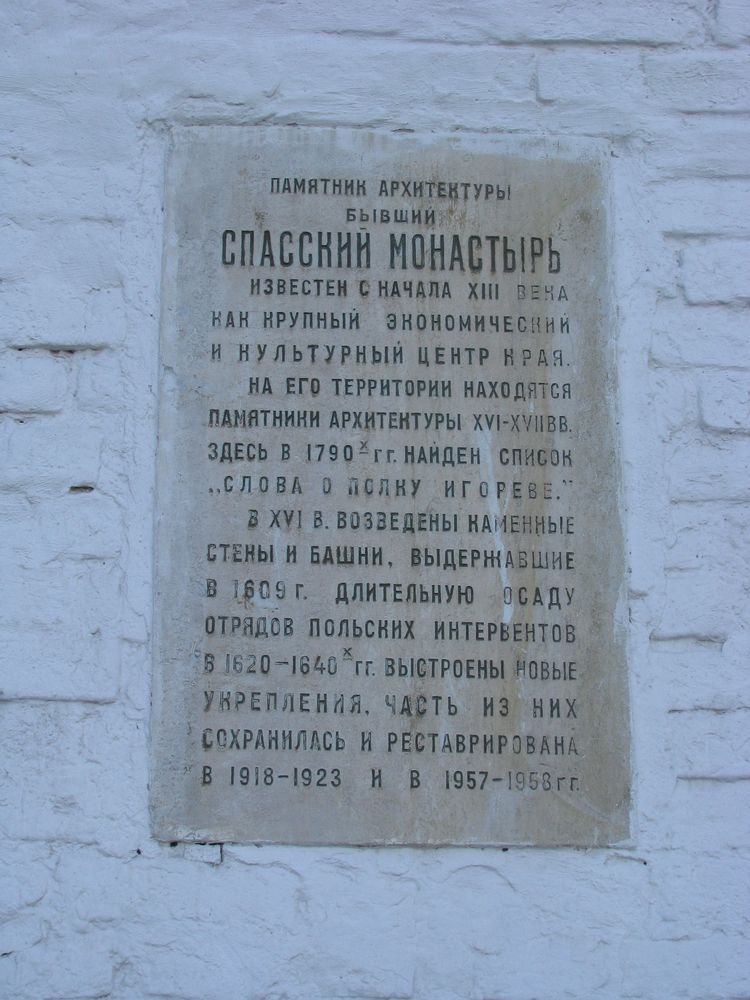 ПАМЯТНИК АРХИТЕКТУРЫ
БЫВШИЙ
СПАССКИЙ МОНАСТЫРЬ
ИЗВЕСТЕН С НАЧАЛА XIII ВЕКА
КАК КРУПНЫЙ ЭКОНОМИЧЕСКИЙ
И КУЛЬТУРНЫЙ ЦЕНТР КРАЯ.
НА ЕГО ТЕРРИТОРИИ НАХОДЯТСЯ
ПАМЯТНИКИ АРХИТЕКТУРЫ XVI-XVIIВВ.
ЗДЕСЬ В 1790х гг. НАЙДЕН СПИСОК
„СЛОВА О ПОЛКУ ИГОРЕВЕ."
В XVI В. ВОЗВЕДЕНЫ КАМЕННЫЕ
СТЕНЫ И БАШНИ, ВЫДЕРЖАВШИЕ
В 1609 г. ДЛИТЕЛЬНУЮ ОСАДУ
ОТРЯДОВ ПОЛЬСКИХ ИНТЕРВЕНТОВ
В 1620-1640х гг. ВЫСТРОЕНЫ НОВЫЕ
УКРЕПЛЕНИЯ, ЧАСТЬ ИЗ НИХ
СОХРАНИЛАСЬ И РЕСТАВРИРОВАНА
В 1918-1923 И В 1957-1958 гг.